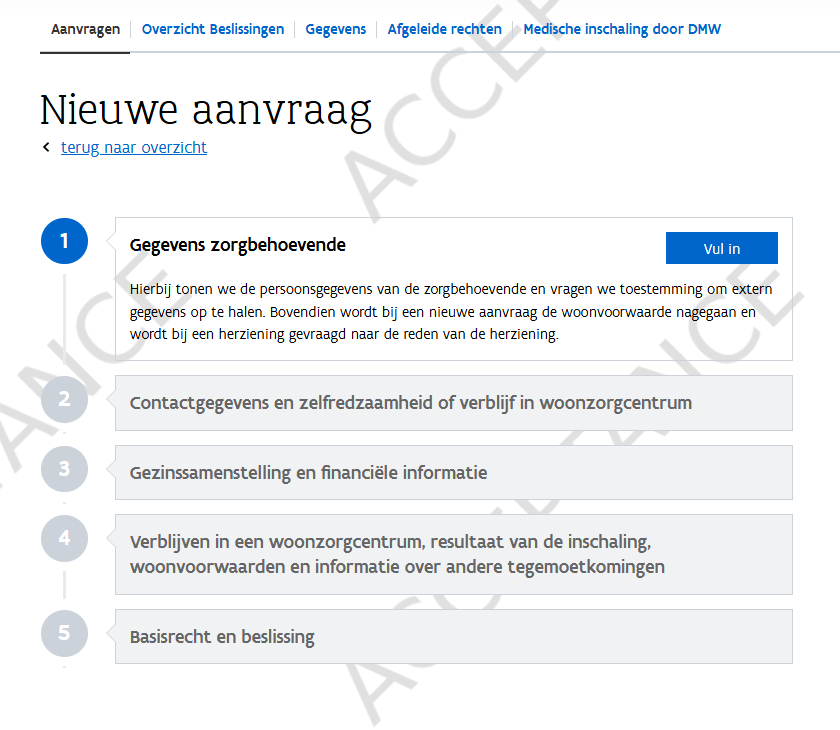 Aanvragen Overzicht Beslissingen Gegevens Afgeleide rechten Medische inschaling door DMW
Nieuwe aanvraag
terug naar overzicht
1 Gegevens zorgbehoevende Vul in
Hierbij tonen we de persoonsgegevens van de zorgbehoevende en vragen we toestemming om extern
gegevens op te halen. Bovendien wordt bij een nieuwe aanvraag de woonvoorwaarde nagegaan en
wordt bij een herziening gevraagd naar de reden van de herziening.
2 Contactgegevens en zelfredzaamheid of verblijf in woonzorgcentrum
3 Gezinssamenstelling en financiële informatie
4 Verblijven in een woonzorgcentrum, resultaat van de inschaling,
woonvoorwaarden en informatie over andere tegemoetkomingen
5 Basisrecht en beslissing